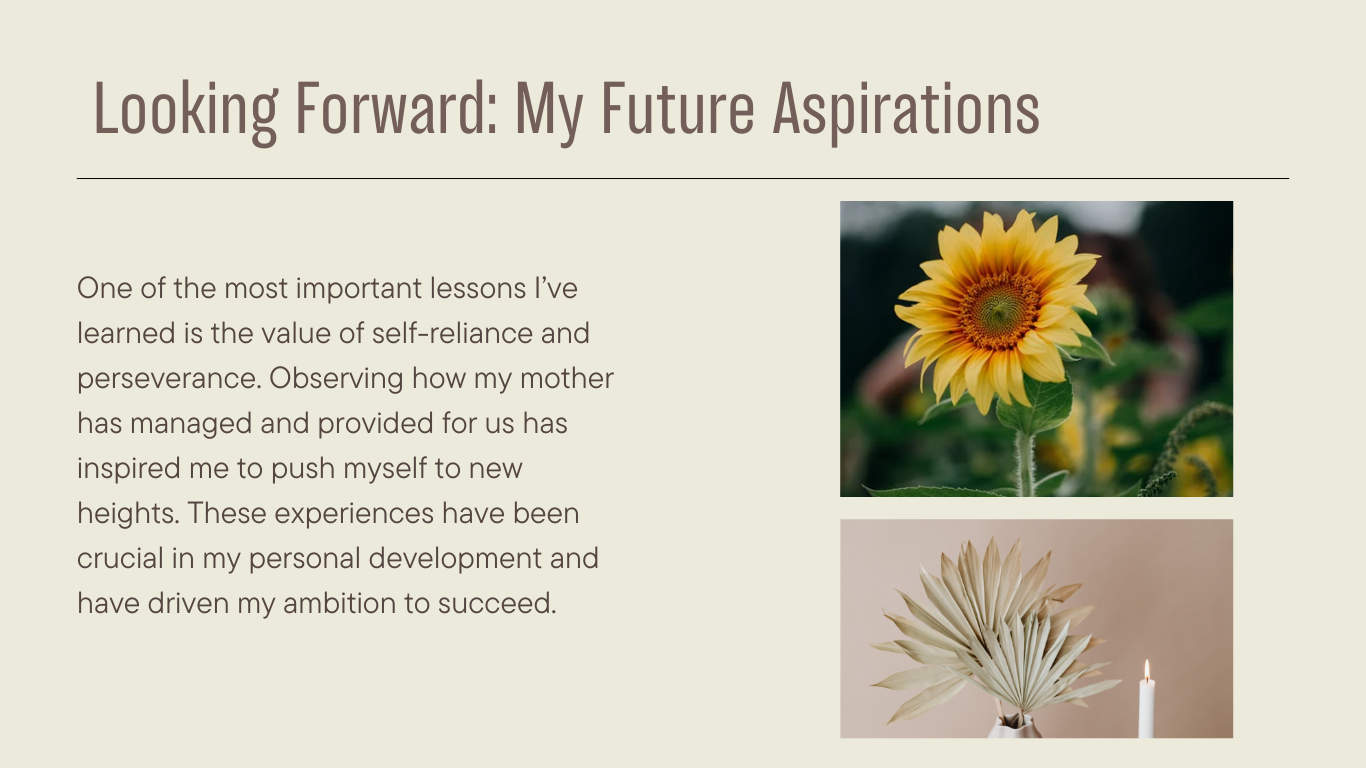 Looking Forward: My Future Aspirations
One of the most important lessons I’ve
learned is the value of self-reliance and
perseverance. Observing how my mother
has managed and provided for us has
inspired me to push myself to new
heights. These experiences have been
crucial in my personal development and
have driven my ambition to succeed.